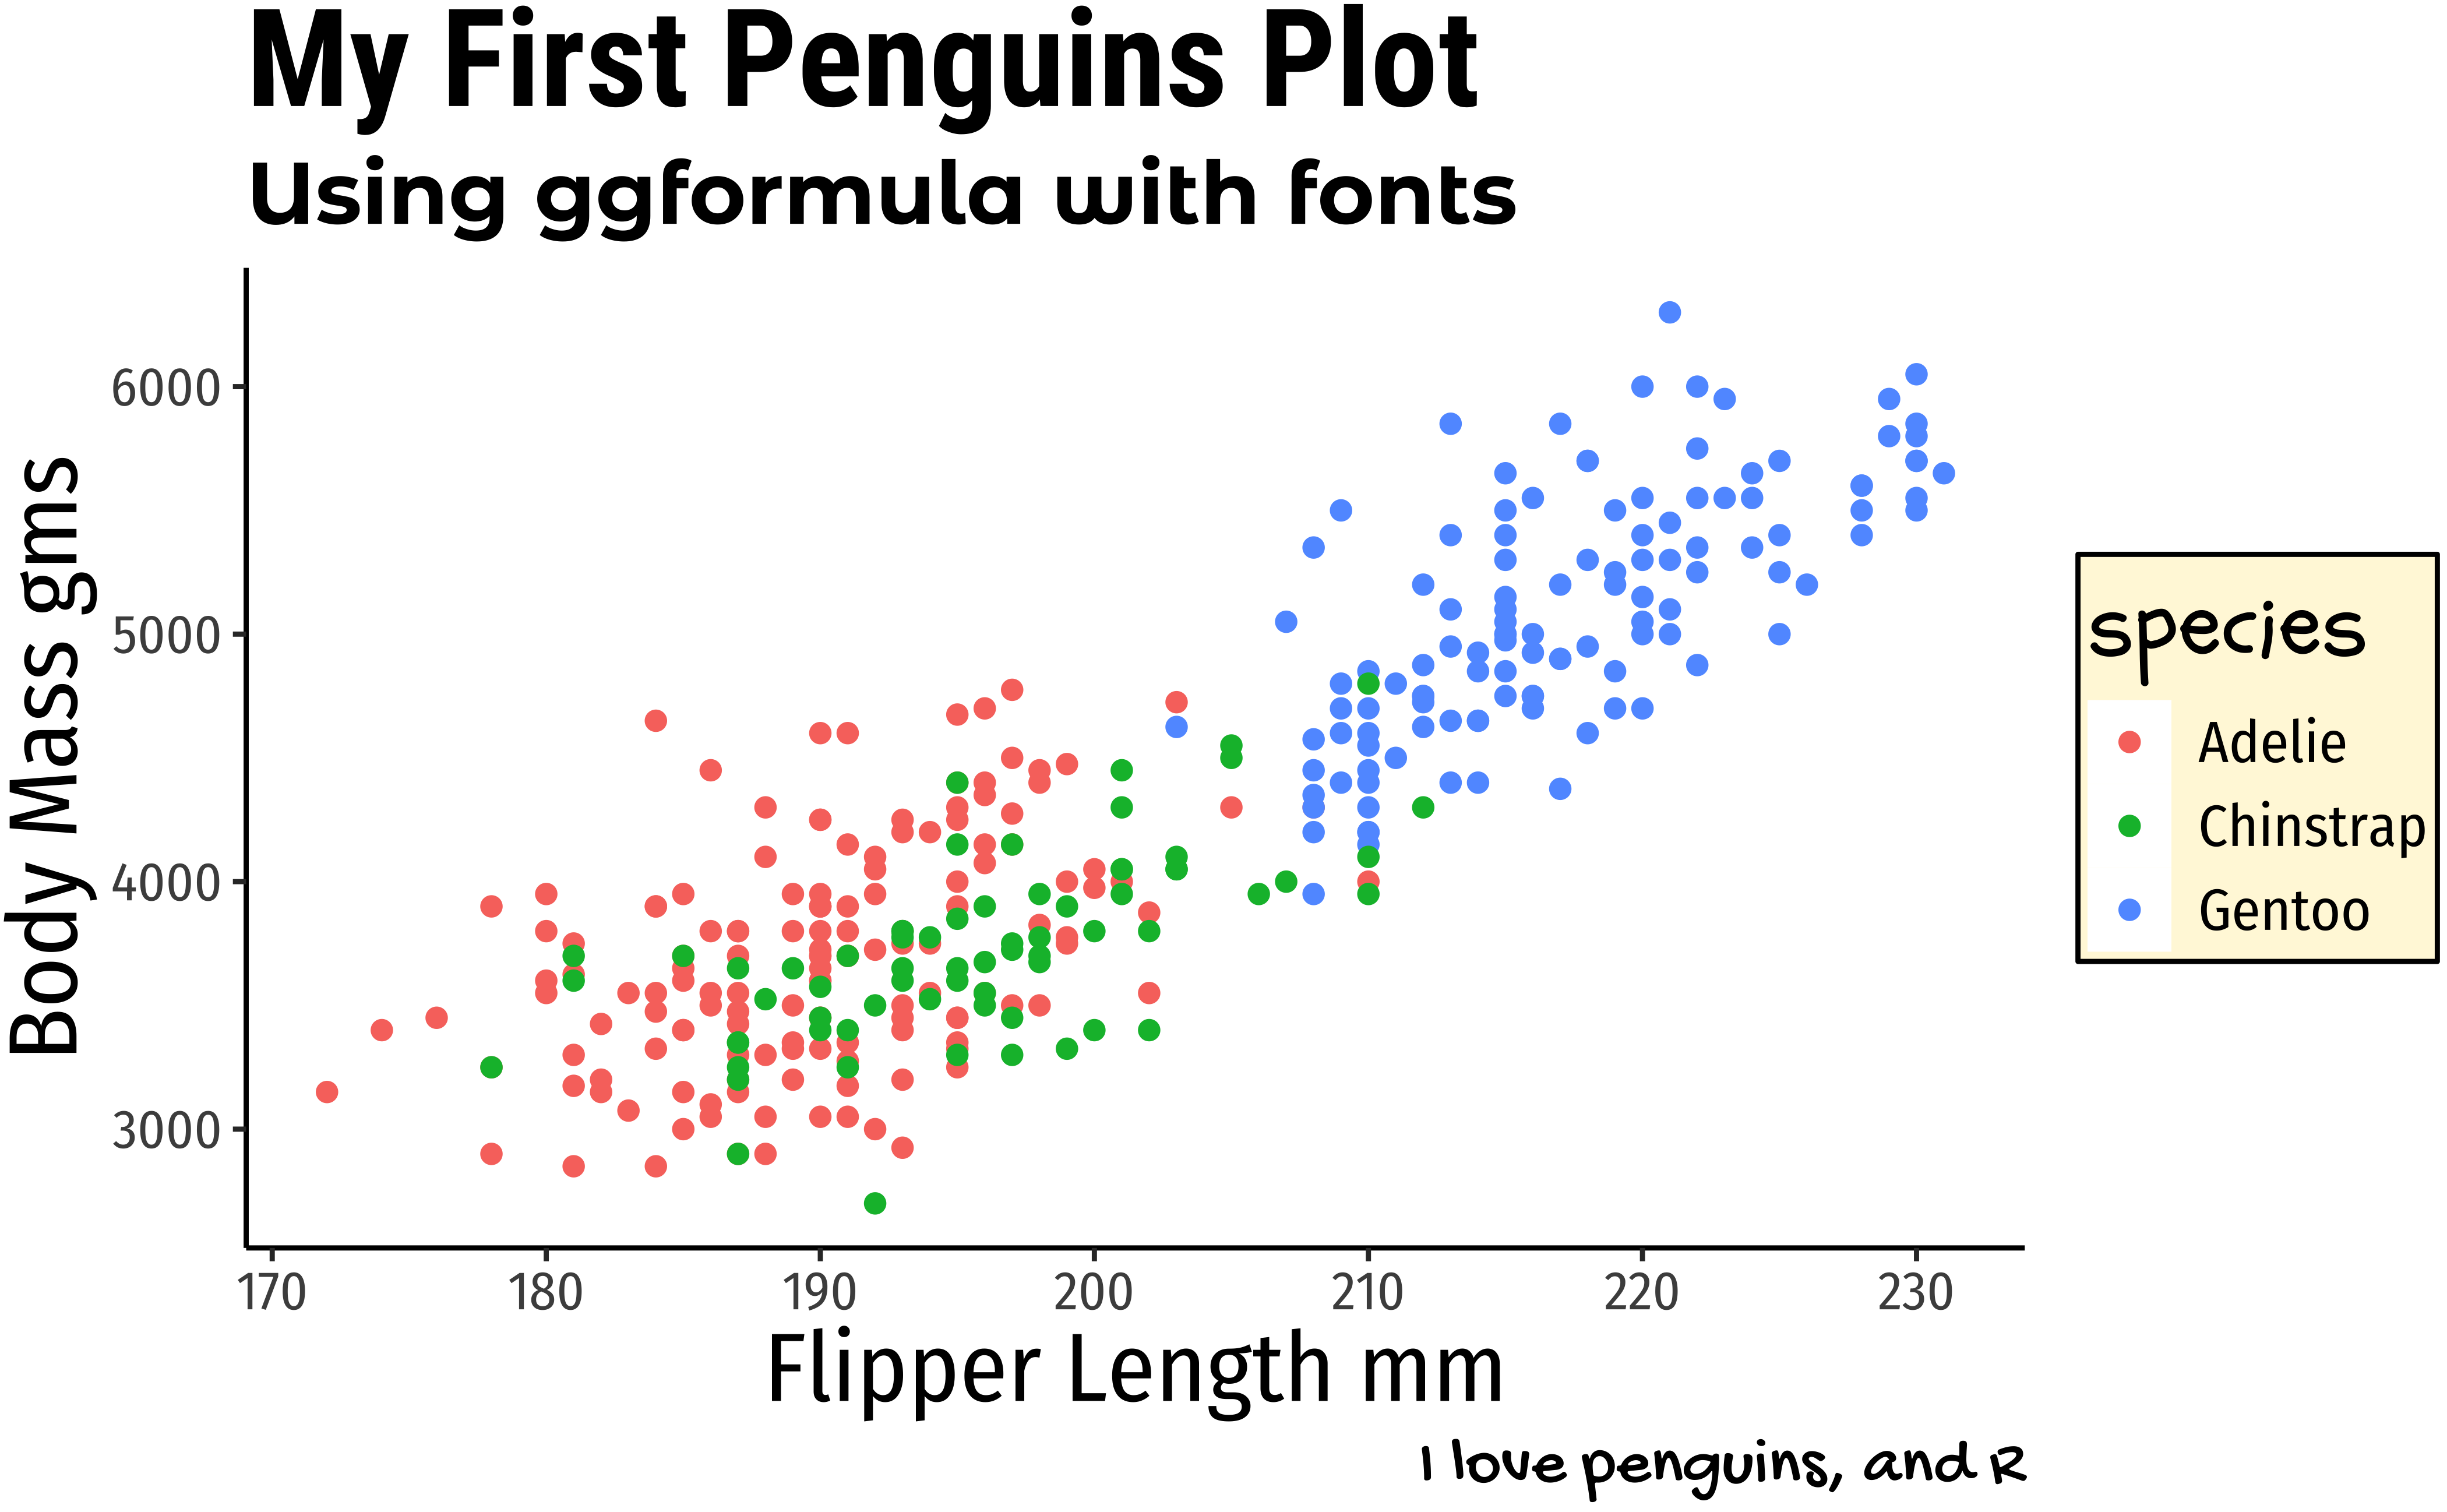 My First Penguins Plot
Using ggformula with fonts
Body Mass gms
6000
5000
4000
3000
170 180 190 200 210 220 230
Flipper Length mm
species
Adelie
Chinstrap
Gentoo
I love penguins, and R